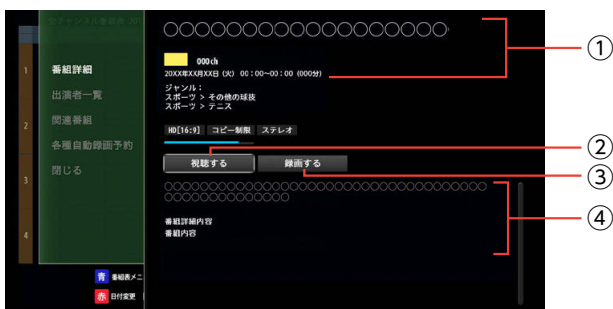 全チャンネル番組表 20
○○○○○○○○○○○○○○○○○○○
①
000ch
20XX年XX月XX日 (火) 00:00~00:00 (000分)
ジャンル:
スポーツ > その他の球技
スポーツ > テニス
1
番組詳細
出演者一覧
2
関連番組
各種自動録画予約
3
閉じる
4
HD[16:9] コピー制限 ステレオ
視聴する
録画する
②
③
○○○○○○○○○○○○○○○○○○○○○○○○○○○○○○○○○○○○○
○○○○○○○○○○○○○○
④
番組詳細内容
番組内容
青 番組表メニ
赤 日付変更